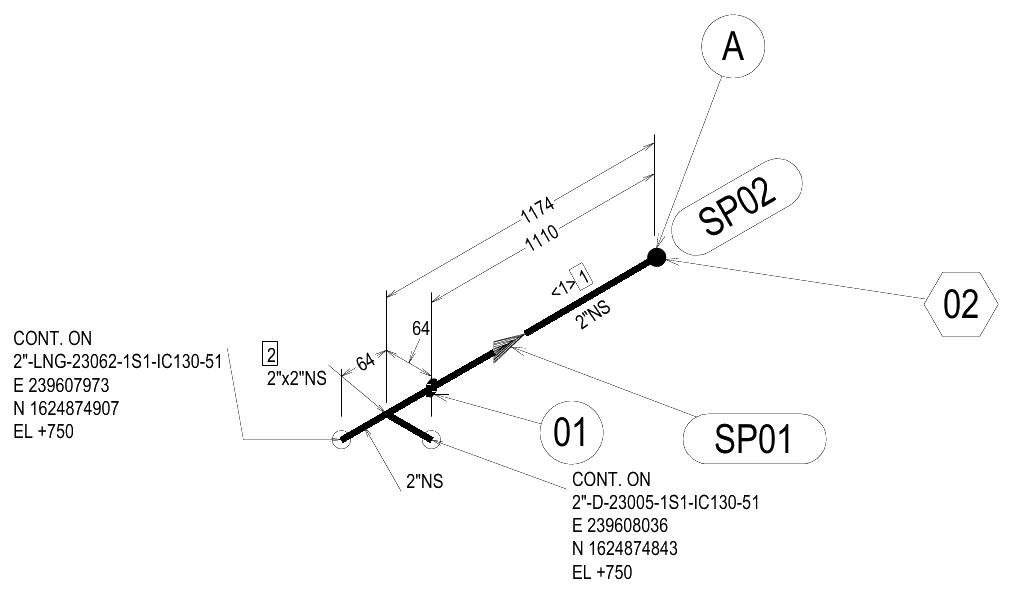 A
SP02
1174
1110
<1> 1
2"NS
02
64
64
CONT. ON
2"-LNG-23062-1S1-IC130-51
E 239607973
N 1624874907
EL +750
2
2"x2"NS
01
SP01
2"NS
CONT. ON
2"-D-23005-1S1-IC130-51
E 239608036
N 1624874843
EL +750